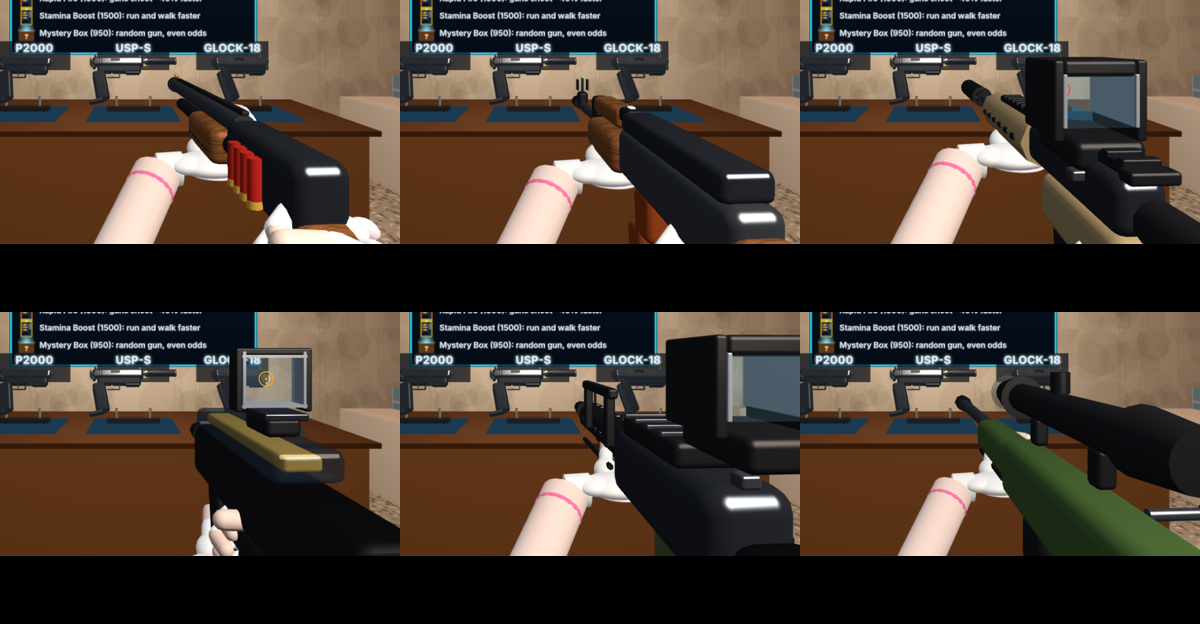 Stamina Boost (1500): run and walk faster
Mystery Box (950): random gun, even odds
P2000 USP-S GLOCK-18
Stamina Boost (1500): run and walk faster
Mystery Box (950): random gun, even odds
P2000 USP-S GLOCK-18
Stamina Boost (1500): run and walk faster
Mystery Box (950): random gun, even odds
P2000 USP-S GLOCK-18
Stamina Boost (1500): run and walk faster
Mystery Box (950): random gun, even odds
P2000 USP-S
Stamina Boost (1500): run and walk faster
Mystery Box (950): random gun, even odds
P2000 USP-S GLOCK-18
Stamina Boost (1500): run and walk faster
Mystery Box (950): random gun, even odds
P2000 USP-S GLOCK-18